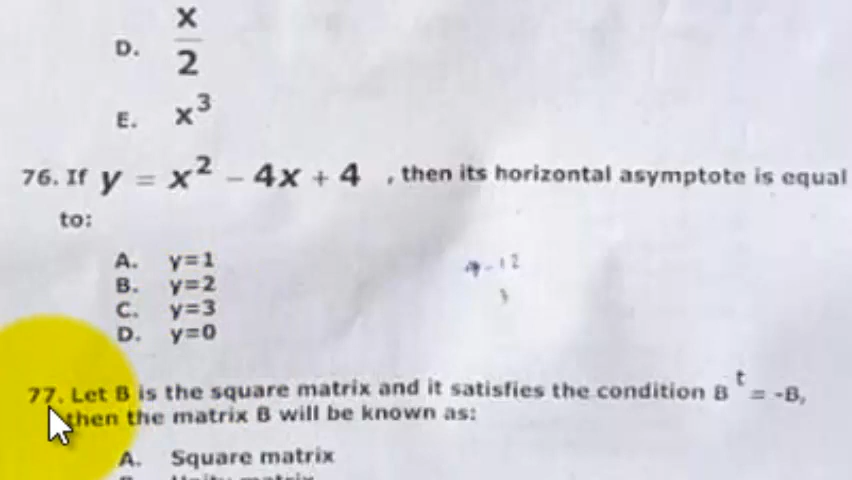 D. x/2
E. x³
76. If y = x² - 4x + 4 , then its horizontal asymptote is equal
to:
A. y=1
B. y=2
C. y=3
D. y=0
77. Let B is the square matrix and it satisfies the condition B^t = -B,
then the matrix B will be known as:
A. Square matrix